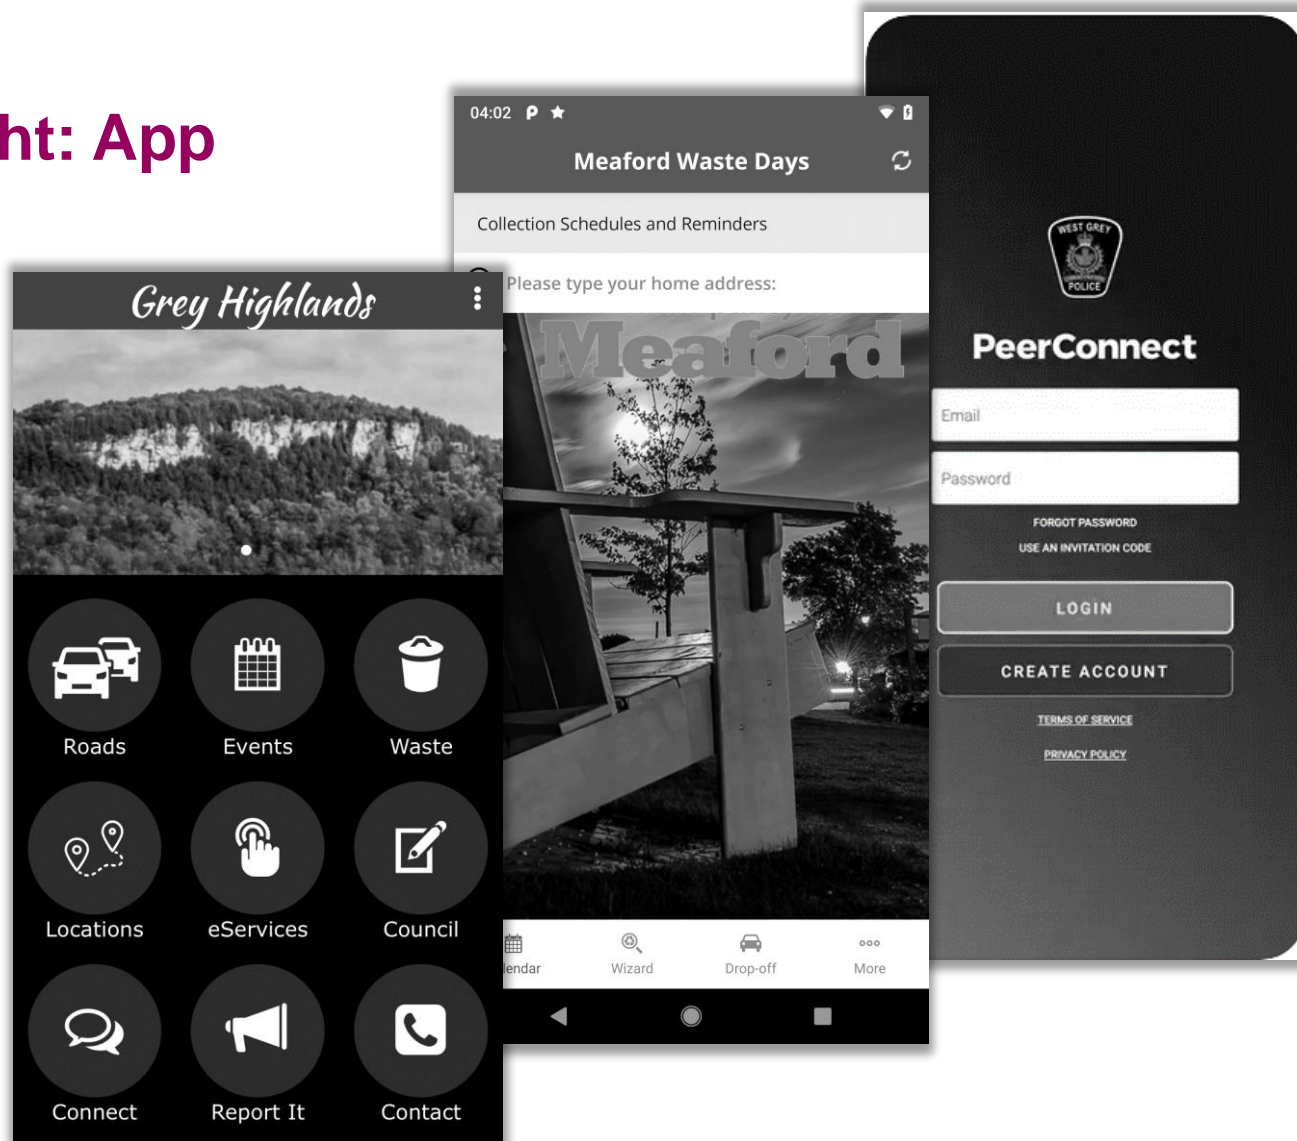 ht: App
04:02
Meaford Waste Days
Collection Schedules and Reminders
Please type your home address:
Meaford
Calendar
Wizard
Drop-off
More
Grey Highlands
Roads
Events
Waste
Locations
eServices
Council
Connect
Report It
Contact
WEST GREY
POLICE
PeerConnect
Email
Password
FORGOT PASSWORD
USE AN INVITATION CODE
LOGIN
CREATE ACCOUNT
TERMS OF SERVICE
PRIVACY POLICY